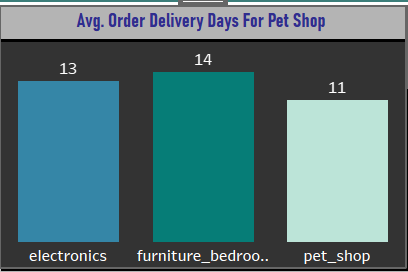 Avg. Order Delivery Days For Pet Shop
13
14
11
electronics
furniture_bedroo..
pet_shop